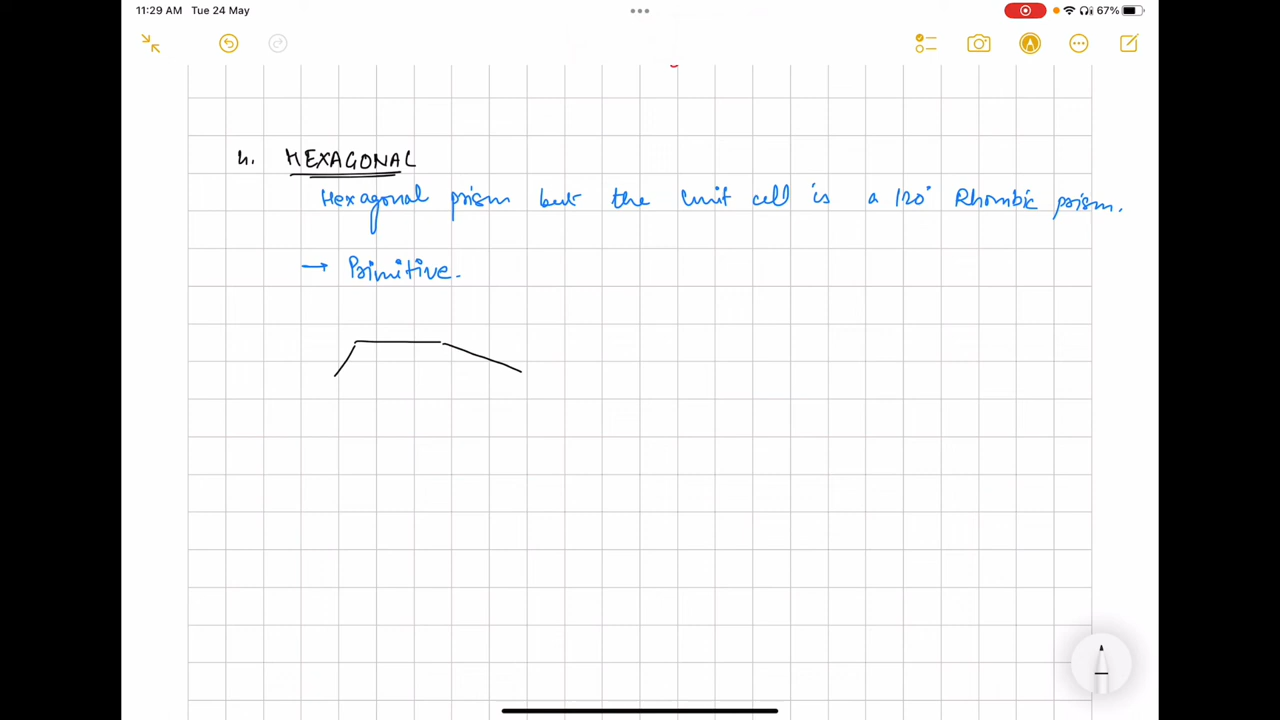 11:29 AM Tue 24 May
67%
4. HEXAGONAL
Hexagonal prism but the unit cell is a 120° Rhombic prism.
→ Primitive.